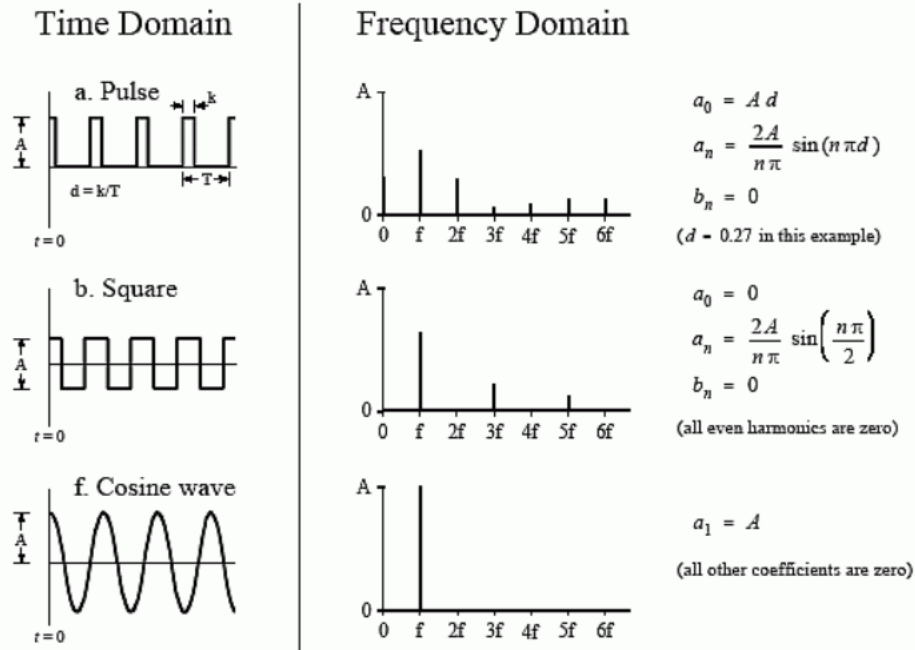 Time Domain
Frequency Domain
a. Pulse
k
A
T
d = k/T
t = 0
A
0
0 f 2f 3f 4f 5f 6f
a₀ = A d
aₙ = 2A/nπ sin(nπd)
bₙ = 0
(d = 0.27 in this example)
b. Square
A
t = 0
A
0
0 f 2f 3f 4f 5f 6f
a₀ = 0
aₙ = 2A/nπ sin(nπ/2)
bₙ = 0
(all even harmonics are zero)
f. Cosine wave
A
t = 0
A
0
0 f 2f 3f 4f 5f 6f
a₁ = A
(all other coefficients are zero)